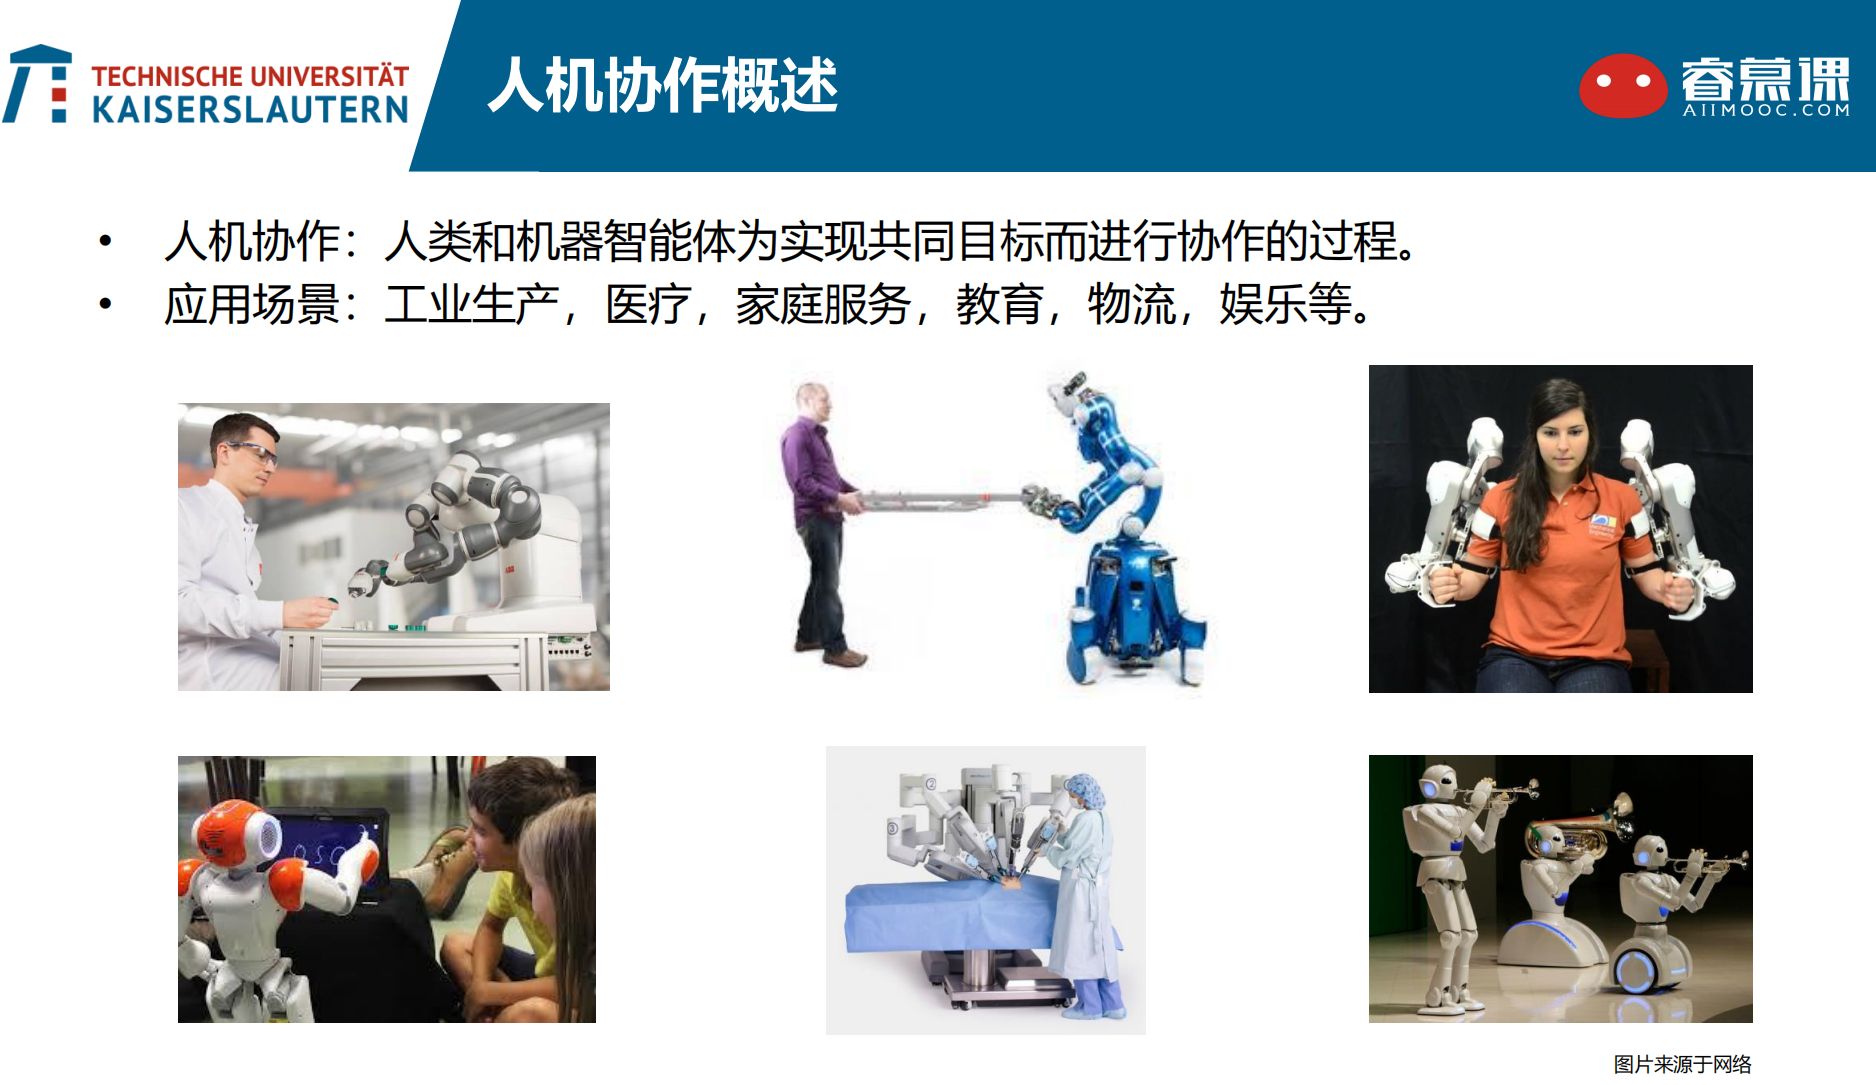 TECHNISCHE UNIVERSITÄT
KAISERSLAUTERN
人机协作概述
睿慕课
AIIMOOC.COM
• 人机协作：人类和机器智能体为实现共同目标而进行协作的过程。
• 应用场景：工业生产，医疗，家庭服务，教育，物流，娱乐等。
ABB
②
③
图片来源于网络